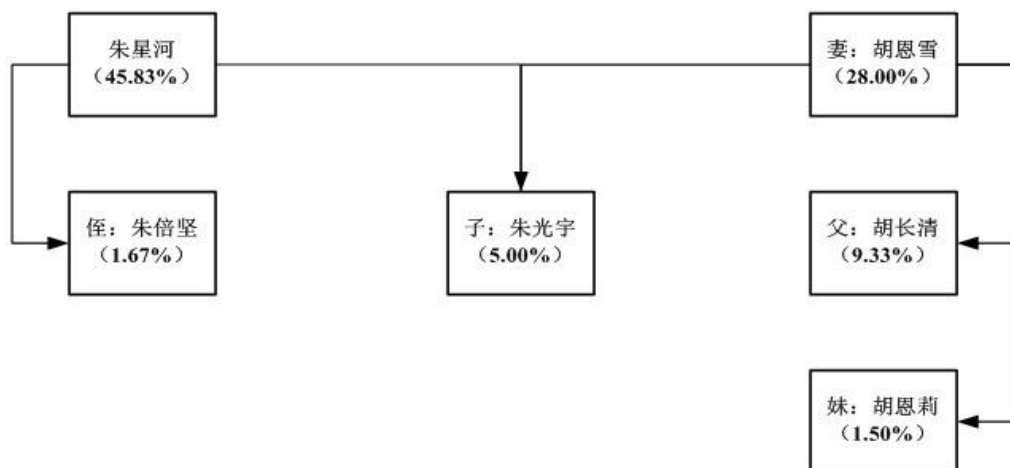 朱星河
（45.83%）
妻：胡恩雪
（28.00%）
侄：朱倍坚
（1.67%）
子：朱光宇
（5.00%）
父：胡长清
（9.33%）
妹：胡恩莉
（1.50%）